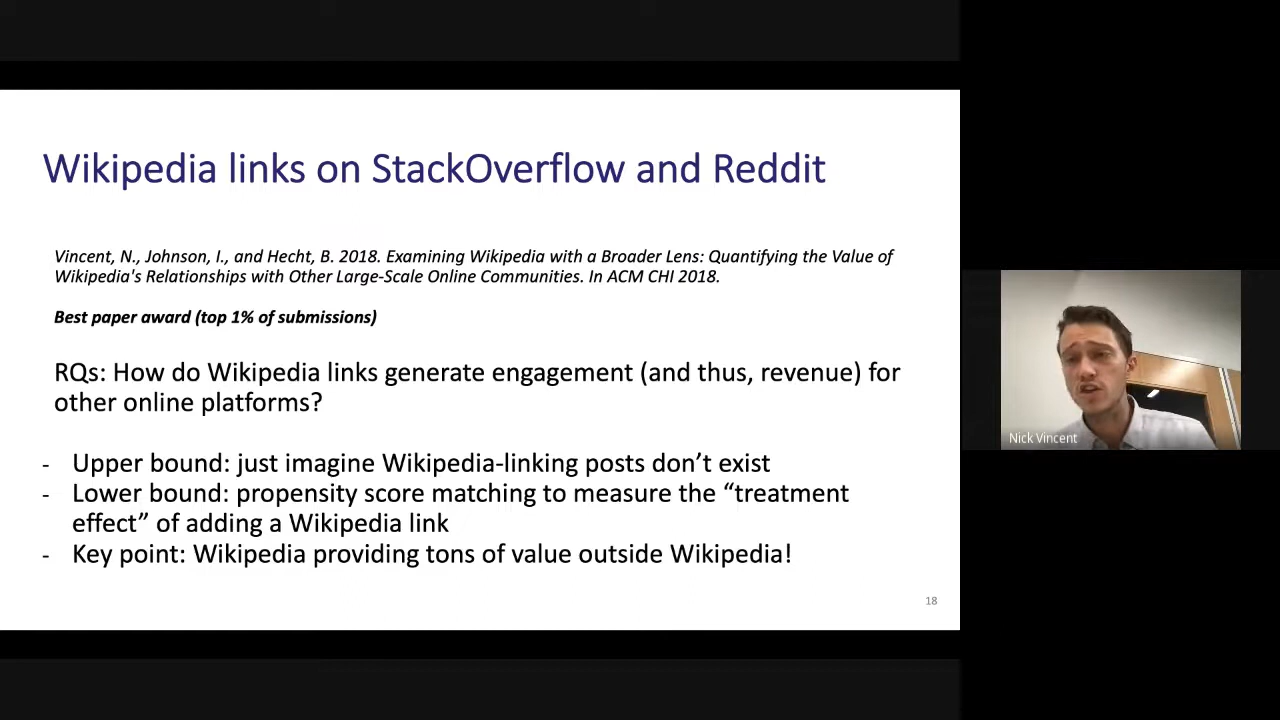 Wikipedia links on StackOverflow and Reddit
Vincent, N., Johnson, I., and Hecht, B. 2018. Examining Wikipedia with a Broader Lens: Quantifying the Value of
Wikipedia's Relationships with Other Large-Scale Online Communities. In ACM CHI 2018.
Best paper award (top 1% of submissions)
RQs: How do Wikipedia links generate engagement (and thus, revenue) for
other online platforms?
- Upper bound: just imagine Wikipedia-linking posts don’t exist
- Lower bound: propensity score matching to measure the “treatment
effect” of adding a Wikipedia link
- Key point: Wikipedia providing tons of value outside Wikipedia!
18
Nick Vincent